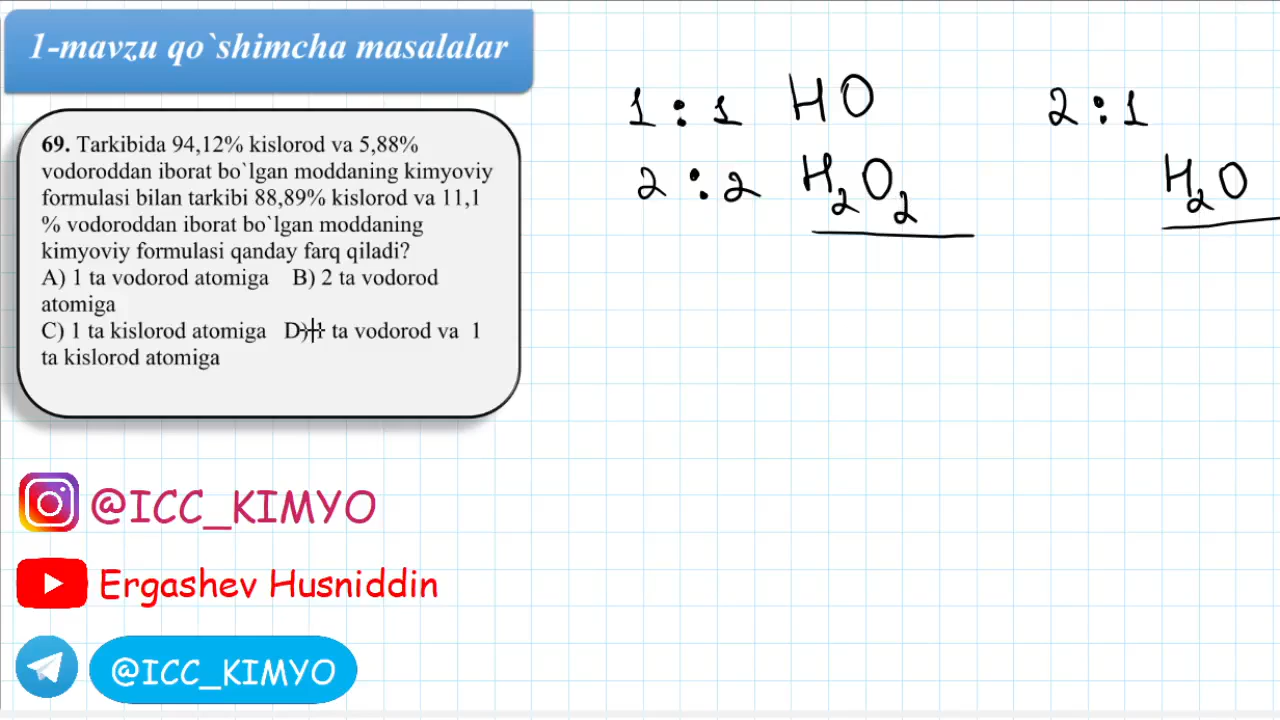 1-mavzu qo`shimcha masalalar
69. Tarkibida 94,12% kislorod va 5,88%
vodoroddan iborat bo`lgan moddaning kimyoviy
formulasi bilan tarkibi 88,89% kislorod va 11,1
% vodoroddan iborat bo`lgan moddaning
kimyoviy formulasi qanday farq qiladi?
A) 1 ta vodorod atomiga B) 2 ta vodorod
atomiga
C) 1 ta kislorod atomiga D) ta vodorod va 1
ta kislorod atomiga
1 : 1 HO
2 : 2 H₂O₂
2 : 1
H₂O
@ICC_KIMYO
Ergashev Husniddin
@ICC_KIMYO